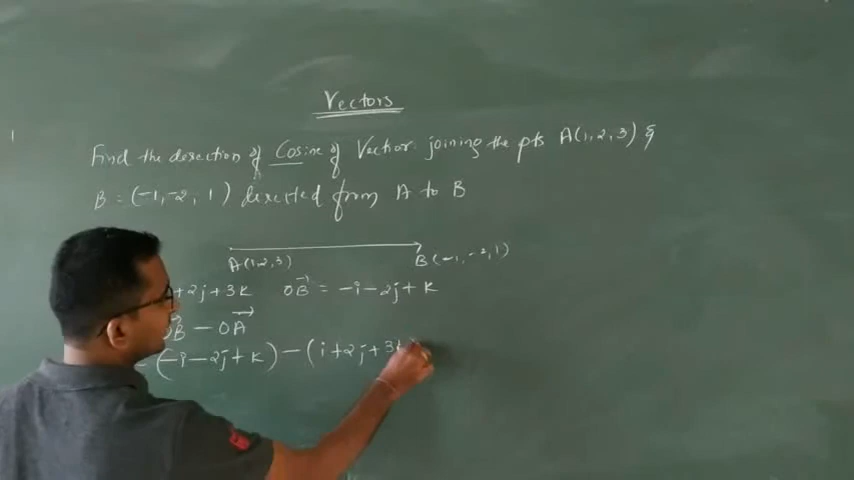 Vectors
Find the direction of Cosine of Vector joining the pts A(1,2,3) &
B = (-1,-2,1) directed from A to B
A(1,2,3) B(-1,-2,1)
+2j+3k OB = -i-2j+k
B - OA
(-i-2j+k) - (i+2j+3